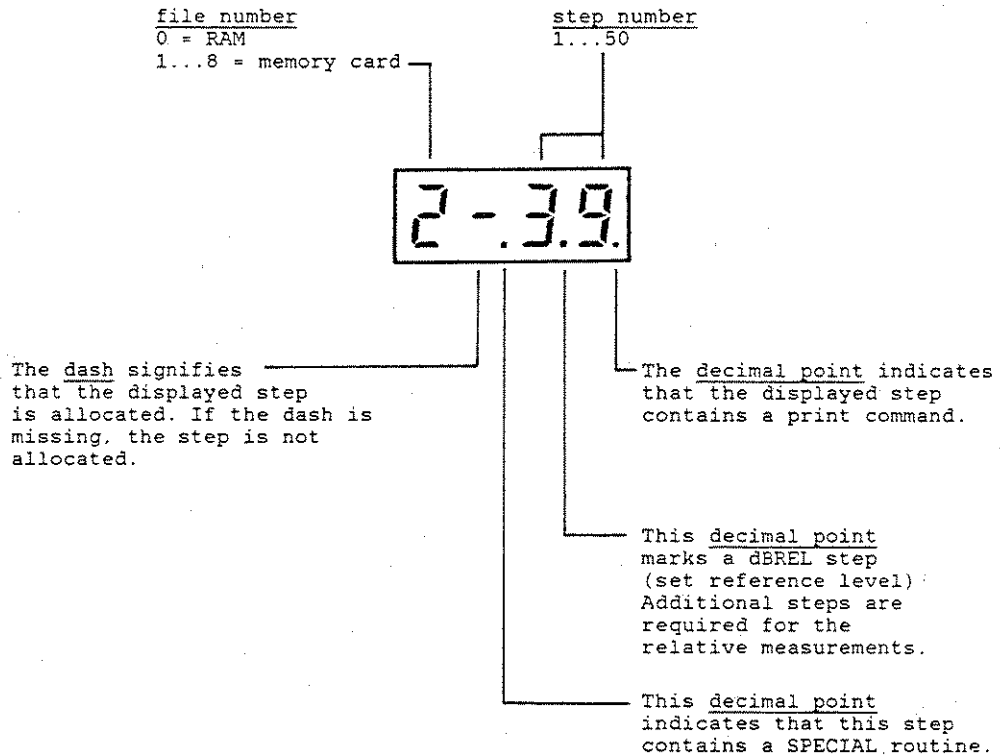 file number
0 = RAM
1...8 = memory card
step number
1...50
2 -.3.9.
The dash signifies
that the displayed step
is allocated. If the dash is
missing, the step is not
allocated.
The decimal point indicates
that the displayed step
contains a print command.
This decimal point
marks a dBREL step
(set reference level)
Additional steps are
required for the
relative measurements.
This decimal point
indicates that this step
contains a SPECIAL routine.